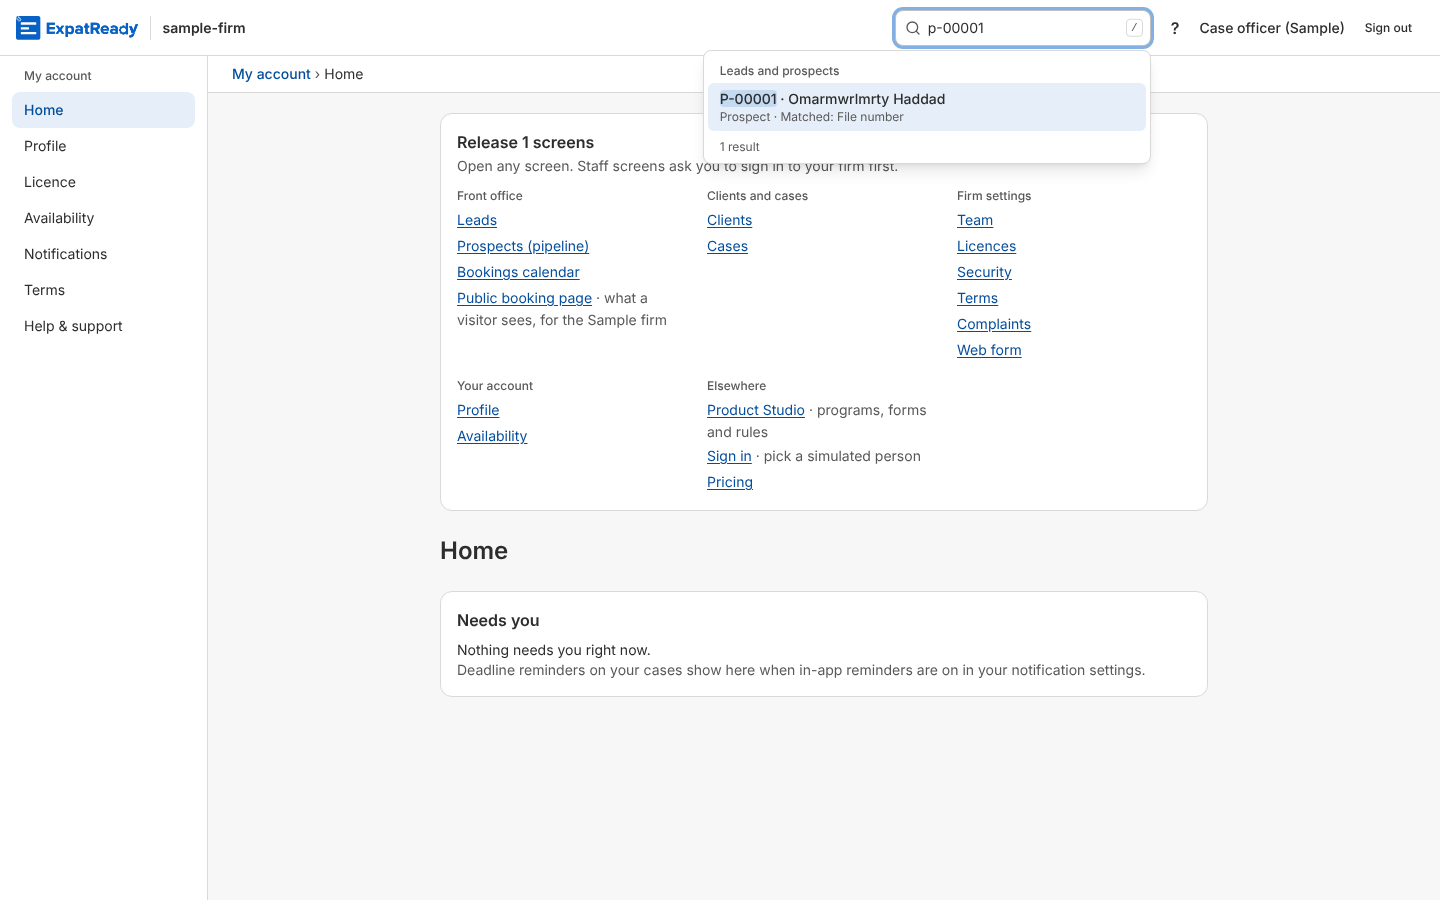 ExpatReady
sample-firm
p-00001
/
?
Case officer (Sample)
Sign out
My account
Home
Profile
Licence
Availability
Notifications
Terms
Help & support
My account › Home
Leads and prospects
P-00001 · Omarmwrlmrty Haddad
Prospect · Matched: File number
1 result
Release 1 screens
Open any screen. Staff screens ask you to sign in to your firm first.
Front office
Leads
Prospects (pipeline)
Bookings calendar
Public booking page · what a
visitor sees, for the Sample firm
Clients and cases
Clients
Cases
Firm settings
Team
Licences
Security
Terms
Complaints
Web form
Your account
Profile
Availability
Elsewhere
Product Studio · programs, forms
and rules
Sign in · pick a simulated person
Pricing
Home
Needs you
Nothing needs you right now.
Deadline reminders on your cases show here when in-app reminders are on in your notification settings.